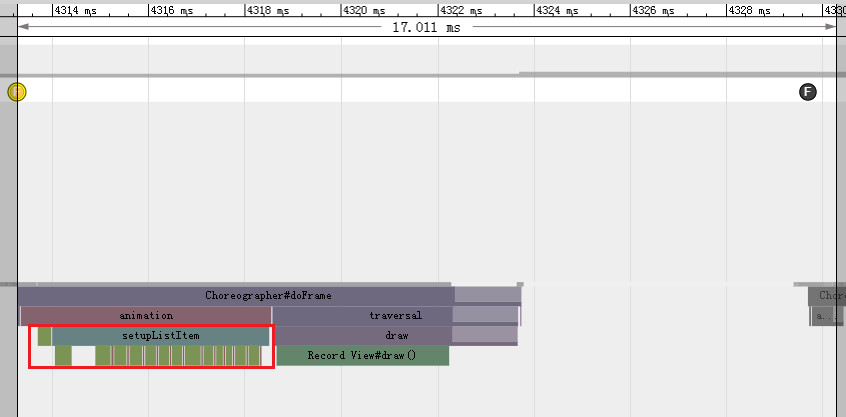 4314 ms 4316 ms 4318 ms 4320 ms 4322 ms 4324 ms 4326 ms 4328 ms 4330
17.011 ms
F
Choreographer#doFrame Chor
animation traversal a...
setupListItem draw
Record View#draw()